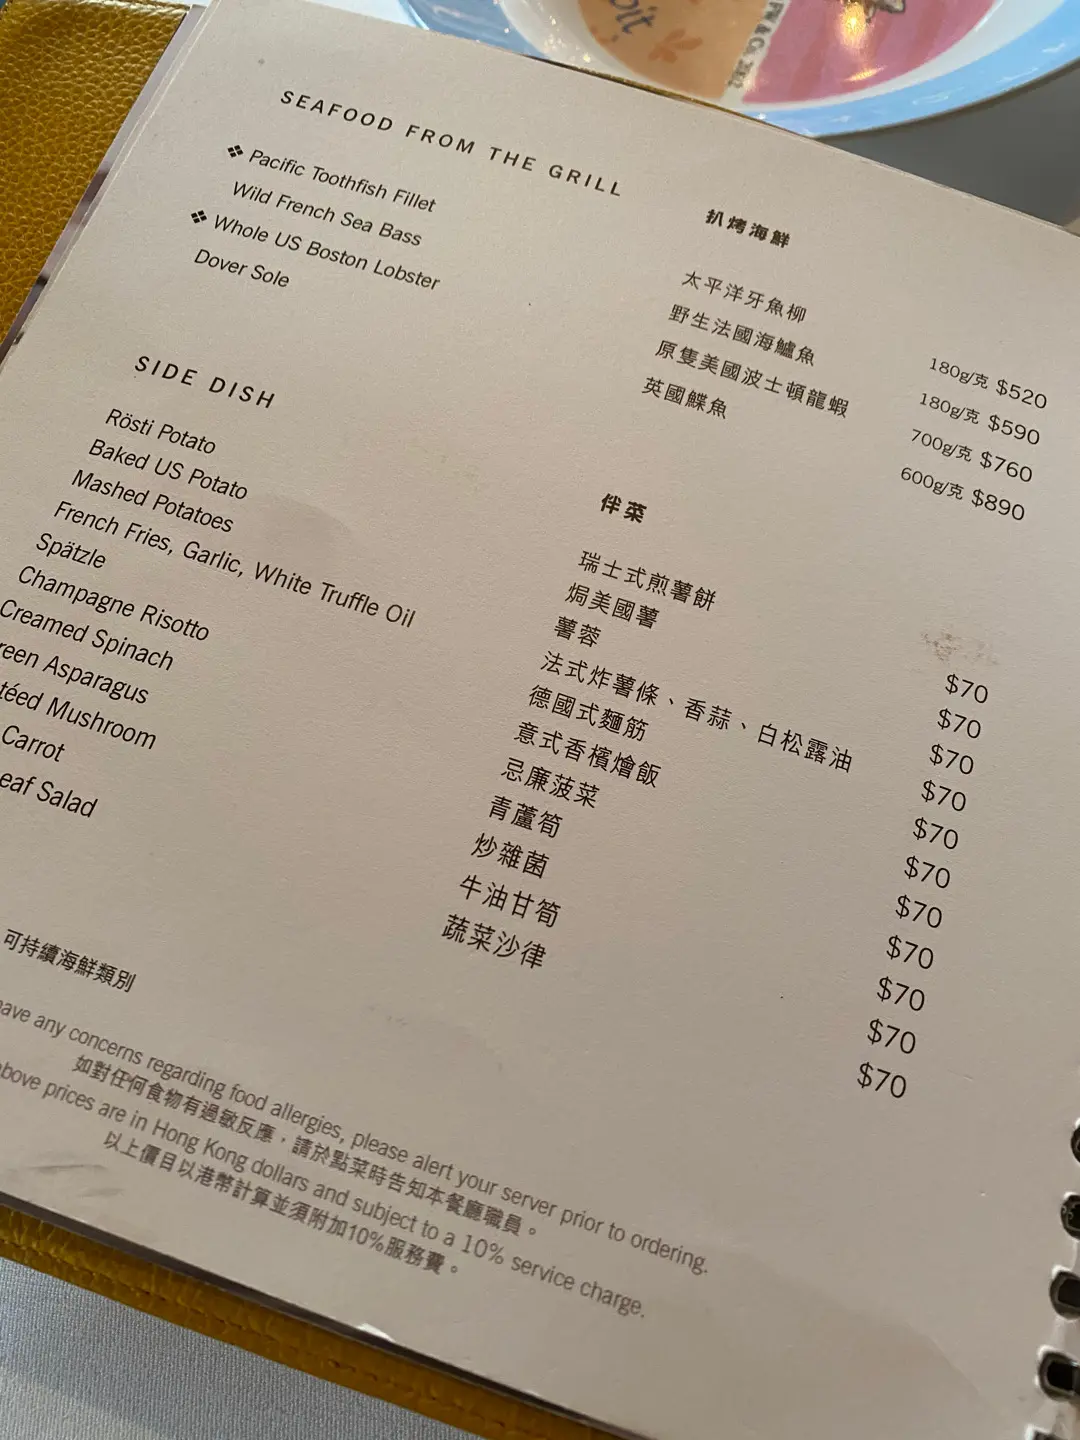 SEAFOOD FROM THE GRILL 扒烤海鮮
Pacific Toothfish Fillet 太平洋牙魚柳 180g/克 $520
Wild French Sea Bass 野生法國海鱸魚 180g/克 $590
Whole US Boston Lobster 原隻美國波士頓龍蝦 700g/克 $760
Dover Sole 英國鰈魚 600g/克 $890
SIDE DISH 伴菜
Rösti Potato 瑞士式煎薯餅 $70
Baked US Potato 焗美國薯 $70
Mashed Potatoes 薯蓉 $70
French Fries, Garlic, White Truffle Oil 法式炸薯條、香蒜、白松露油 $70
Spätzle 德國式麵筋 $70
Champagne Risotto 意式香檳燴飯 $70
Creamed Spinach 忌廉菠菜 $70
reen Asparagus 青蘆筍 $70
téed Mushroom 炒雜菌 $70
Carrot 牛油甘筍 $70
eaf Salad 蔬菜沙律 $70
可持續海鮮類別
have any concerns regarding food allergies, please alert your server prior to ordering.
如對任何食物有過敏反應，請於點菜時告知本餐廳職員。
above prices are in Hong Kong dollars and subject to a 10% service charge.
以上價目以港幣計算並須附加10%服務費。